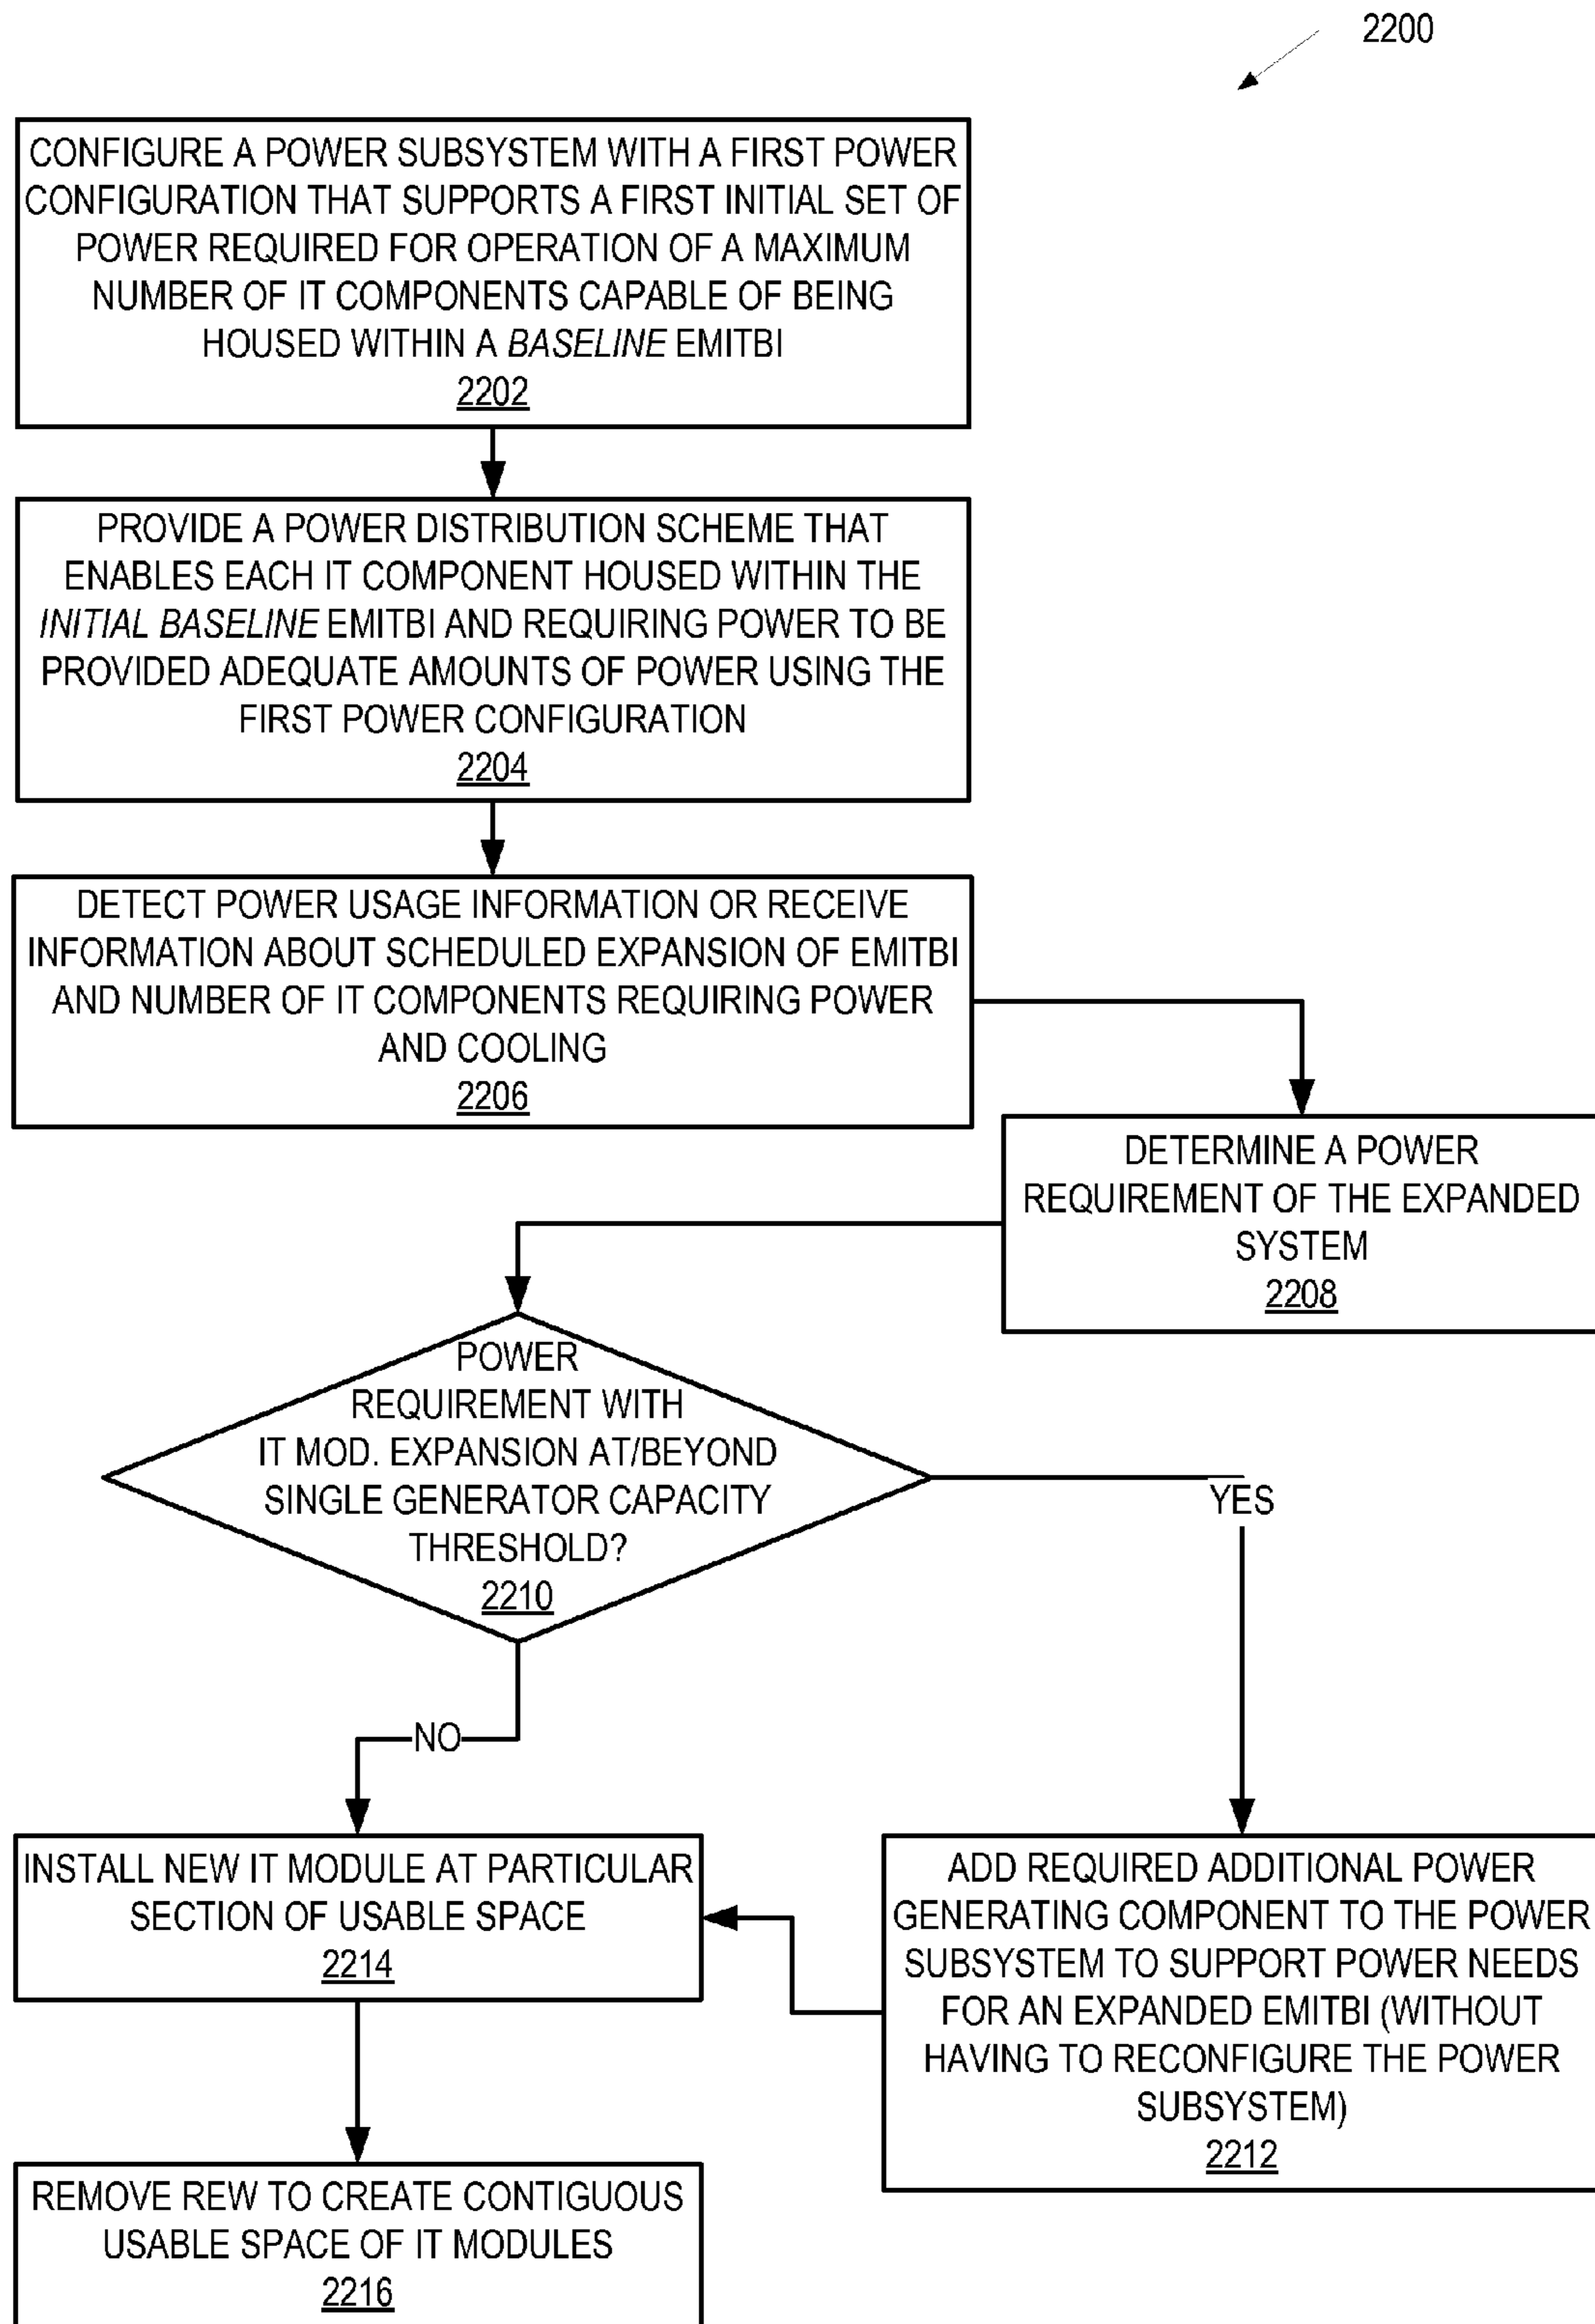 2200
CONFIGURE A POWER SUBSYSTEM WITH A FIRST POWER
CONFIGURATION THAT SUPPORTS A FIRST INITIAL SET OF
POWER REQUIRED FOR OPERATION OF A MAXIMUM
NUMBER OF IT COMPONENTS CAPABLE OF BEING
HOUSED WITHIN A BASELINE EMITBI
2202
PROVIDE A POWER DISTRIBUTION SCHEME THAT
ENABLES EACH IT COMPONENT HOUSED WITHIN THE
INITIAL BASELINE EMITBI AND REQUIRING POWER TO BE
PROVIDED ADEQUATE AMOUNTS OF POWER USING THE
FIRST POWER CONFIGURATION
2204
DETECT POWER USAGE INFORMATION OR RECEIVE
INFORMATION ABOUT SCHEDULED EXPANSION OF EMITBI
AND NUMBER OF IT COMPONENTS REQUIRING POWER
AND COOLING
2206
DETERMINE A POWER
REQUIREMENT OF THE EXPANDED
SYSTEM
2208
POWER
REQUIREMENT WITH
IT MOD. EXPANSION AT/BEYOND
SINGLE GENERATOR CAPACITY
THRESHOLD?
2210
YES
NO
INSTALL NEW IT MODULE AT PARTICULAR
SECTION OF USABLE SPACE
2214
ADD REQUIRED ADDITIONAL POWER
GENERATING COMPONENT TO THE POWER
SUBSYSTEM TO SUPPORT POWER NEEDS
FOR AN EXPANDED EMITBI (WITHOUT
HAVING TO RECONFIGURE THE POWER
SUBSYSTEM)
2212
REMOVE REW TO CREATE CONTIGUOUS
USABLE SPACE OF IT MODULES
2216